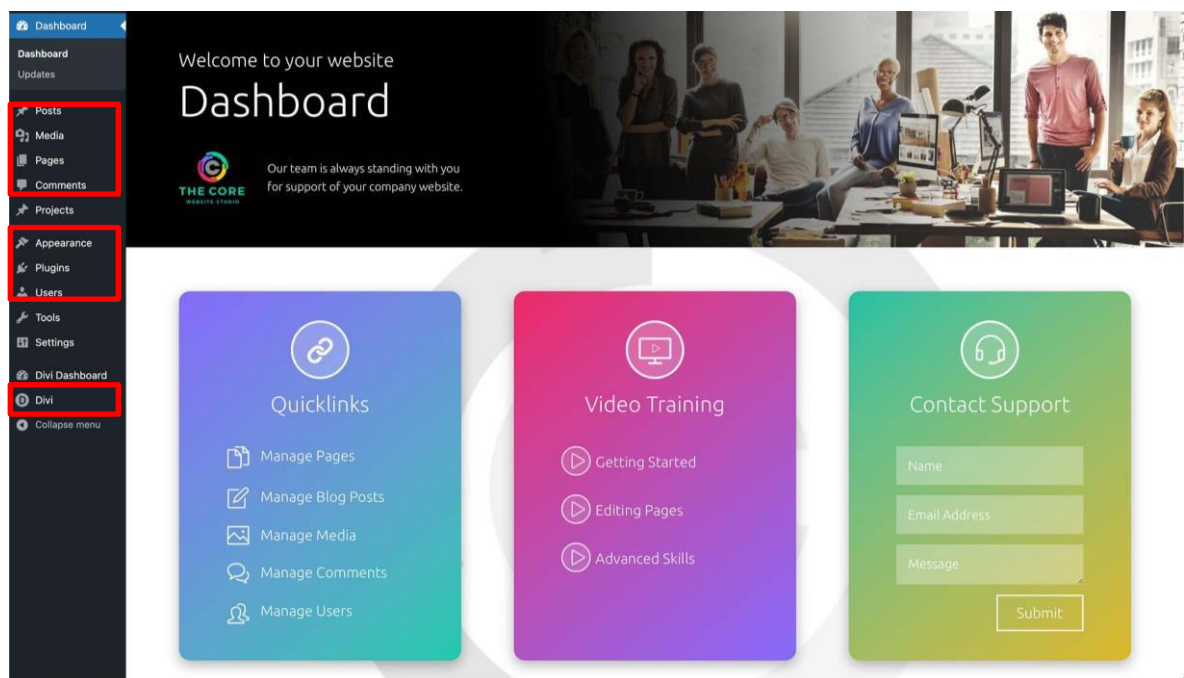 Dashboard
Dashboard
Updates
Posts
Media
Pages
Comments
Projects
Appearance
Plugins
Users
Tools
Settings
Divi Dashboard
Divi
Collapse menu
Welcome to your website
Dashboard
THE CORE
WEBSITE STUDIO
Our team is always standing with you
for support of your company website.
Quicklinks
Manage Pages
Manage Blog Posts
Manage Media
Manage Comments
Manage Users
Video Training
Getting Started
Editing Pages
Advanced Skills
Contact Support
Name
Email Address
Message
Submit